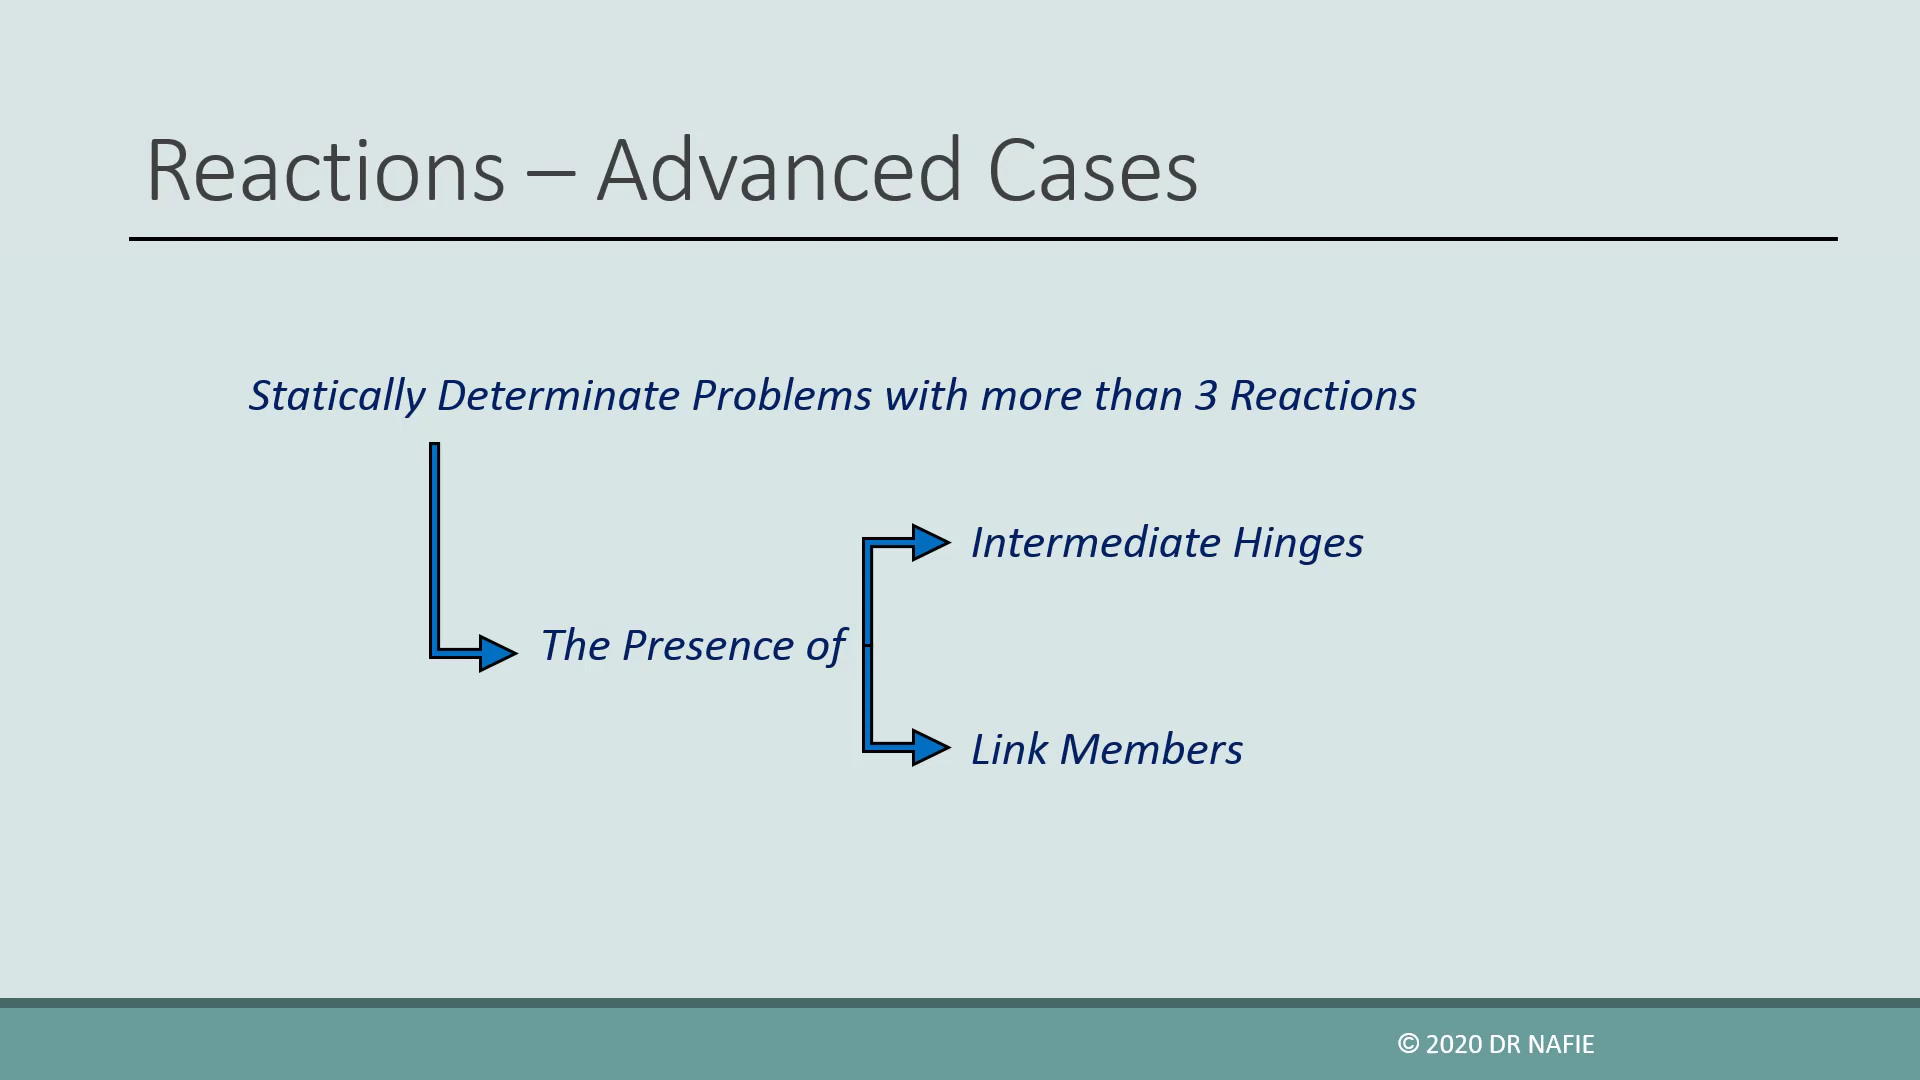 Reactions – Advanced Cases
Statically Determinate Problems with more than 3 Reactions
Intermediate Hinges
The Presence of
Link Members
© 2020 DR NAFIE